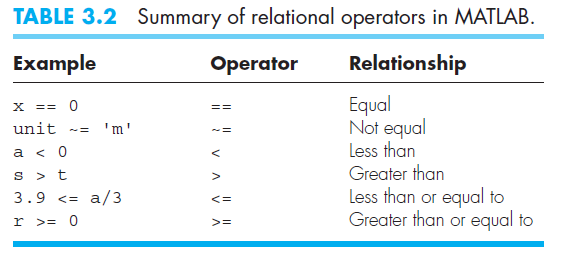 TABLE 3.2 Summary of relational operators in MATLAB.
Example Operator Relationship
x == 0 == Equal
unit ~= 'm' ~= Not equal
a < 0 < Less than
s > t > Greater than
3.9 <= a/3 <= Less than or equal to
r >= 0 >= Greater than or equal to